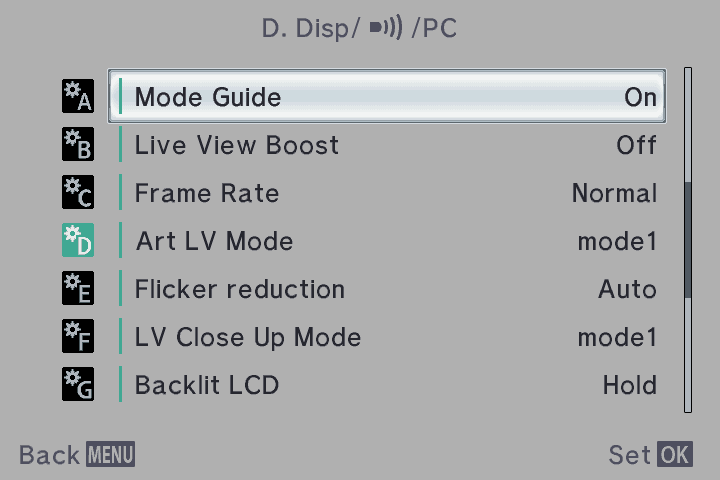 D. Disp/ /PC
A Mode Guide On
B Live View Boost Off
C Frame Rate Normal
D Art LV Mode mode1
E Flicker reduction Auto
F LV Close Up Mode mode1
G Backlit LCD Hold
Back MENU Set OK